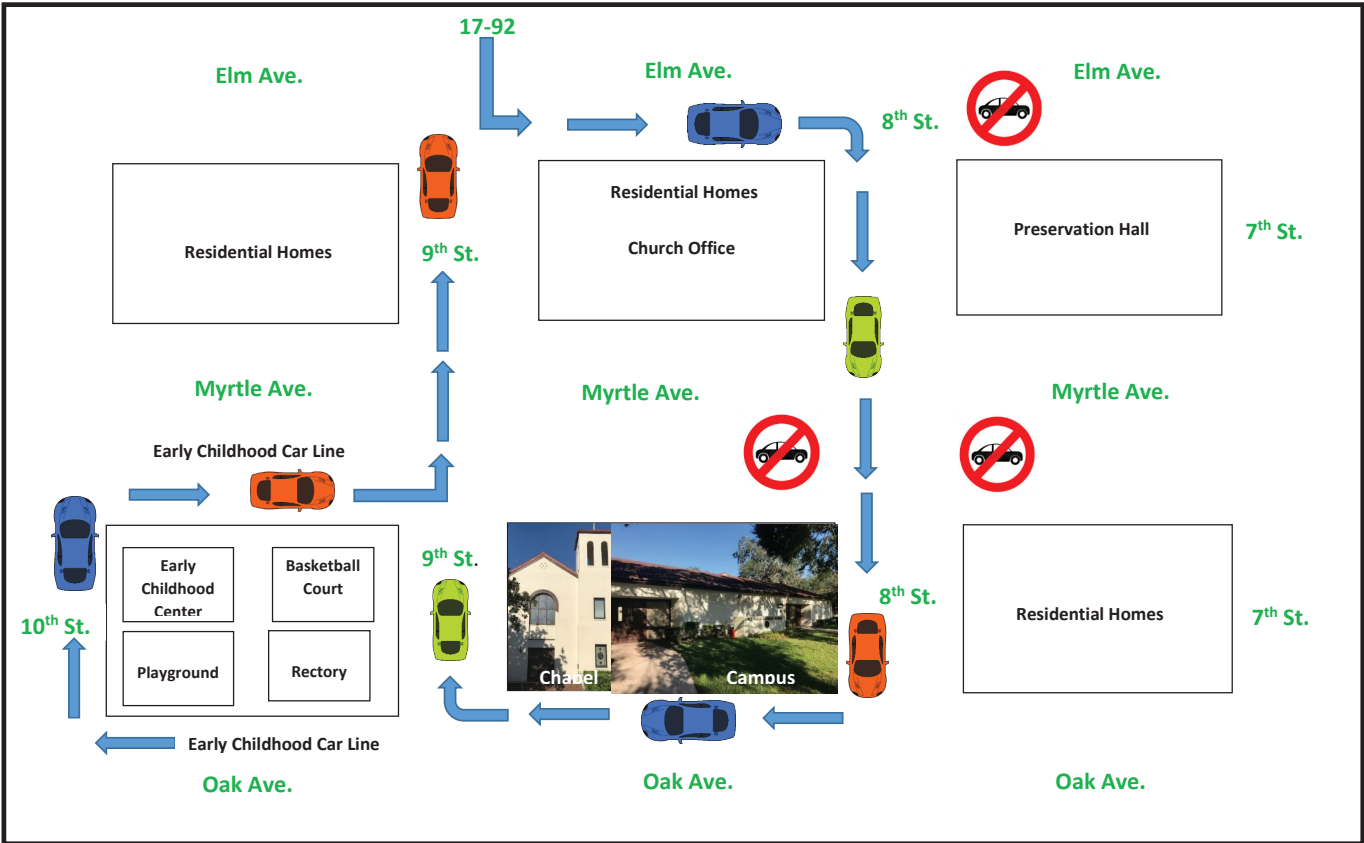 17-92
Elm Ave.
Elm Ave.
Elm Ave.
8th St.
Residential Homes
Church Office
Preservation Hall
7th St.
Residential Homes
9th St.
Myrtle Ave.
Myrtle Ave.
Myrtle Ave.
Early Childhood Car Line
9th St.
Early
Childhood
Center
Basketball
Court
8th St.
Residential Homes
7th St.
10th St.
Playground
Rectory
Chapel
Campus
Early Childhood Car Line
Oak Ave.
Oak Ave.
Oak Ave.